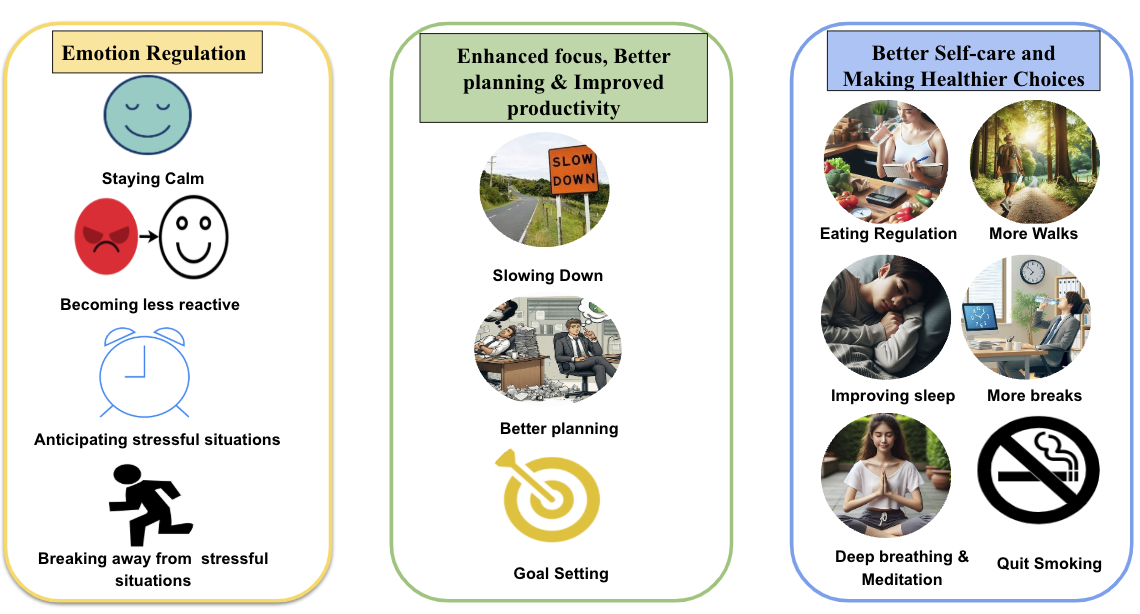 Emotion Regulation
Staying Calm
Becoming less reactive
Anticipating stressful situations
Breaking away from stressful
situations
Enhanced focus, Better
planning & Improved
productivity
SLOW
DOWN
Slowing Down
Better planning
Goal Setting
Better Self-care and
Making Healthier Choices
Eating Regulation
More Walks
Improving sleep
More breaks
Deep breathing &
Meditation
Quit Smoking